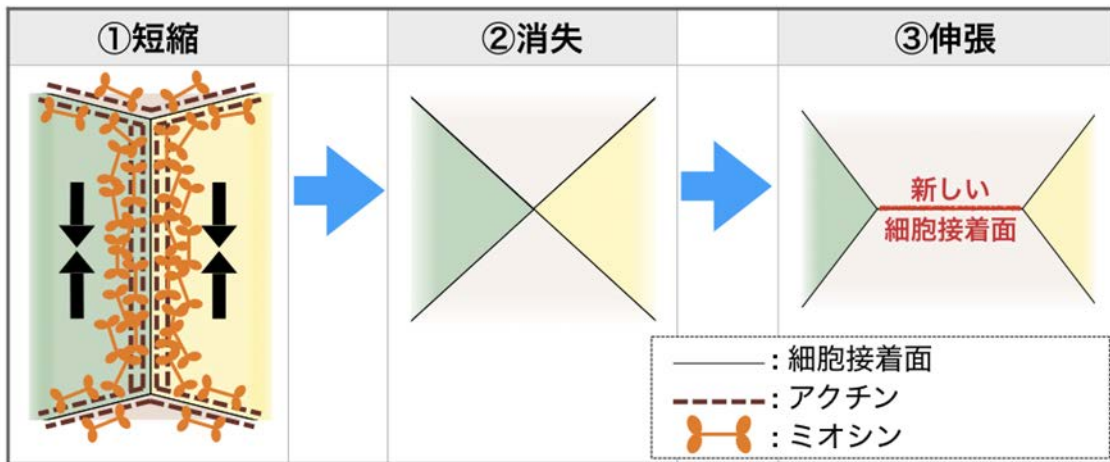 ①短縮
②消失
③伸張
新しい
細胞接着面
: 細胞接着面
: アクチン
: ミオシン